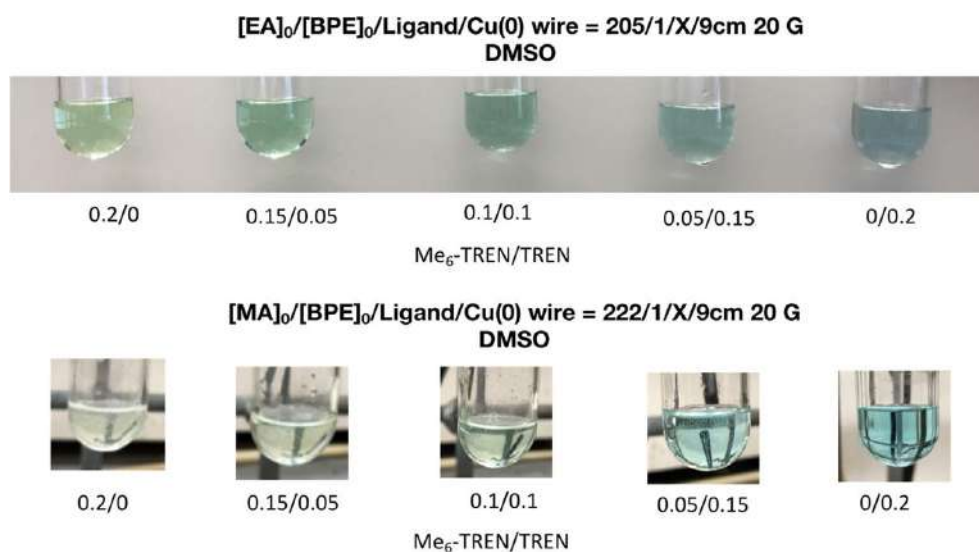 [EA]₀/[BPE]₀/Ligand/Cu(0) wire = 205/1/X/9cm 20 G
DMSO
0.2/0 0.15/0.05 0.1/0.1 0.05/0.15 0/0.2
Me₆-TREN/TREN
[MA]₀/[BPE]₀/Ligand/Cu(0) wire = 222/1/X/9cm 20 G
DMSO
0.2/0 0.15/0.05 0.1/0.1 0.05/0.15 0/0.2
Me₆-TREN/TREN